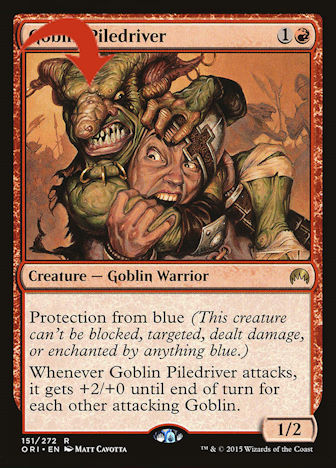 Goblin Piledriver 1
Creature — Goblin Warrior
Protection from blue (This creature
can't be blocked, targeted, dealt damage,
or enchanted by anything blue.)
Whenever Goblin Piledriver attacks,
it gets +2/+0 until end of turn for
each other attacking Goblin.
1/2
151/272 R
ORI • EN Matt Cavotta
™ & © 2015 Wizards of the Coast